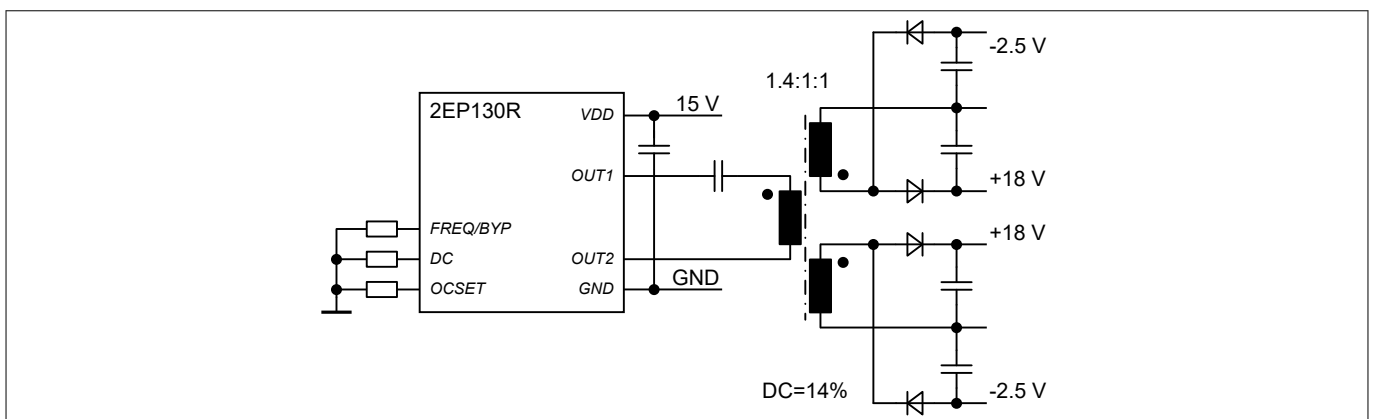 -2.5 V
1.4:1:1
2EP130R
VDD
15 V
OUT1
+18 V
FREQ/BYP
+18 V
DC
OUT2
OCSET
GND
GND
DC=14%
-2.5 V